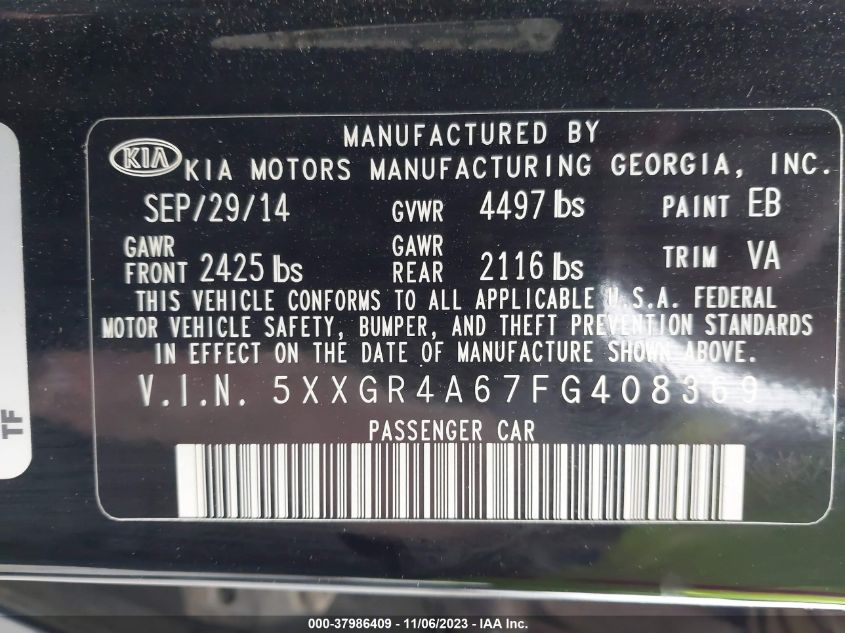 MANUFACTURED BY
KIA KIA MOTORS MANUFACTURING GEORGIA, INC.
SEP/29/14 GVWR 4497 lbs PAINT EB
GAWR FRONT 2425 lbs GAWR REAR 2116 lbs TRIM VA
THIS VEHICLE CONFORMS TO ALL APPLICABLE U.S.A. FEDERAL
MOTOR VEHICLE SAFETY, BUMPER, AND THEFT PREVENTION STANDARDS
IN EFFECT ON THE DATE OF MANUFACTURE SHOWN ABOVE.
V.I.N. 5XXGR4A67FG408369
PASSENGER CAR
TF
000-37986409 - 11/06/2023 - IAA Inc.